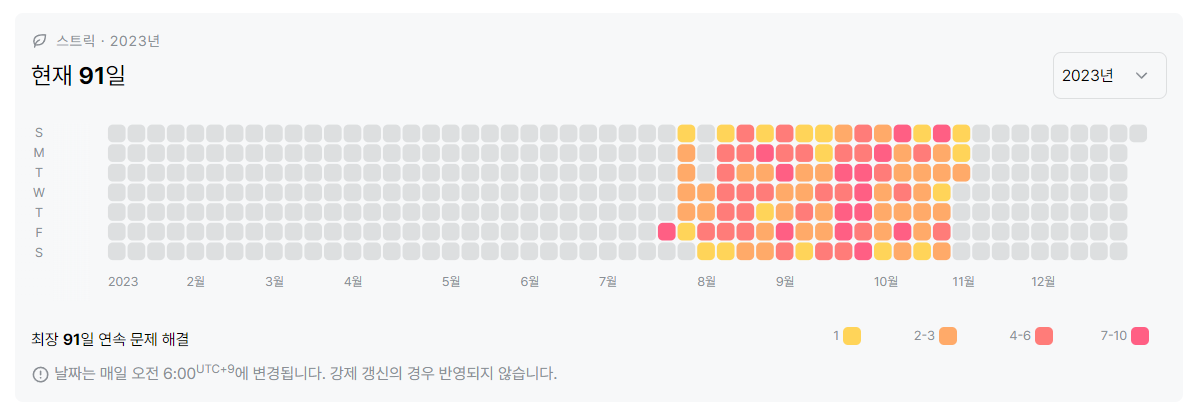 스트릭 · 2023년
현재 91일
2023년
S
M
T
W
T
F
S
2023 2월 3월 4월 5월 6월 7월 8월 9월 10월 11월 12월
최장 91일 연속 문제 해결
1 2-3 4-6 7-10
날짜는 매일 오전 6:00UTC+9에 변경됩니다. 강제 갱신의 경우 반영되지 않습니다.